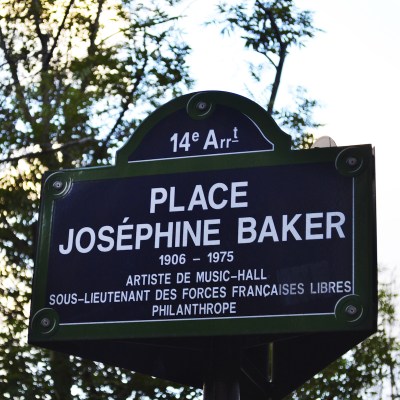 14e Arrt
PLACE
JOSÉPHINE BAKER
1906 – 1975
ARTISTE DE MUSIC-HALL
SOUS-LIEUTENANT DES FORCES FRANÇAISES LIBRES
PHILANTHROPE